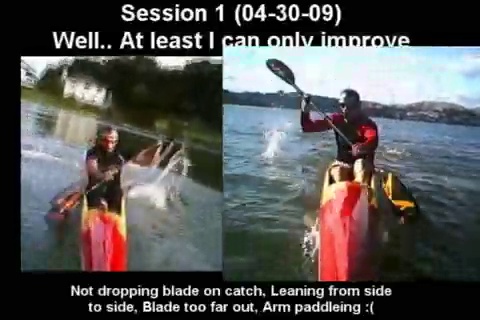 Session 1 (04-30-09)
Well.. At least I can only improve
Not dropping blade on catch, Leaning from side
to side, Blade too far out, Arm paddleing :(